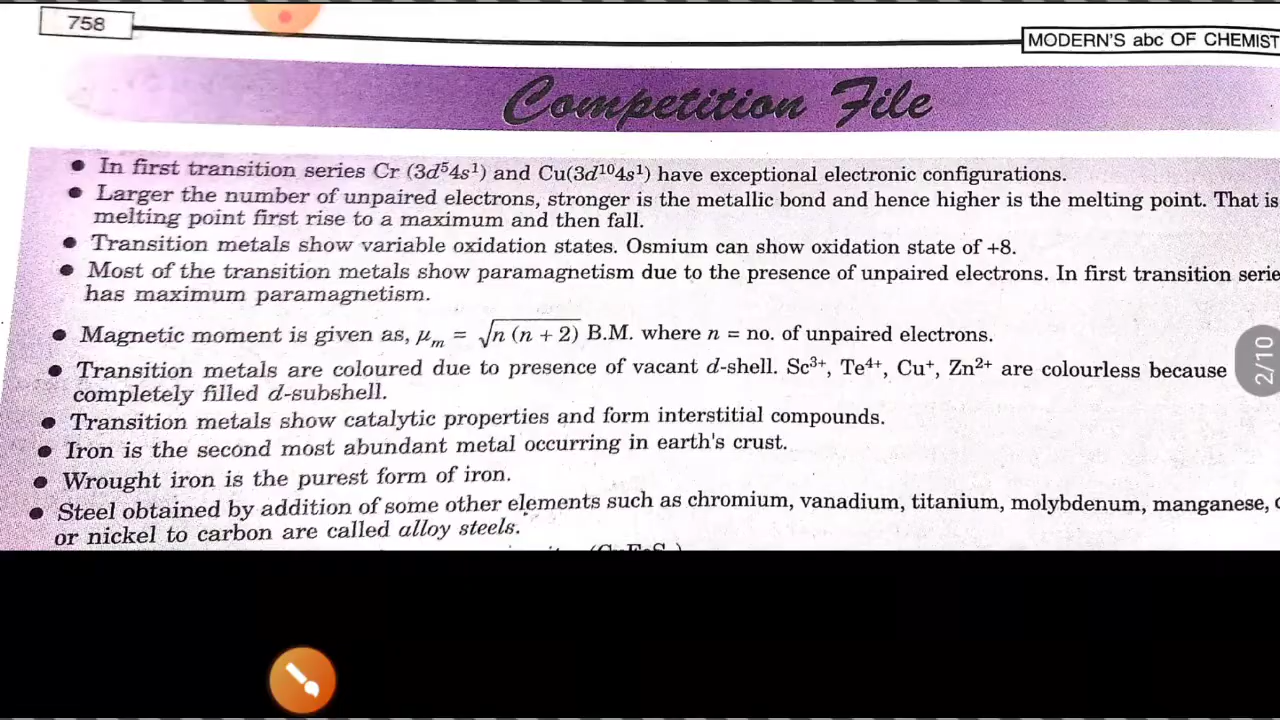 758
MODERN'S abc OF CHEMIST
Competition File
• In first transition series Cr (3d⁵4s¹) and Cu(3d¹⁰4s¹) have exceptional electronic configurations.
• Larger the number of unpaired electrons, stronger is the metallic bond and hence higher is the melting point. That is
melting point first rise to a maximum and then fall.
• Transition metals show variable oxidation states. Osmium can show oxidation state of +8.
• Most of the transition metals show paramagnetism due to the presence of unpaired electrons. In first transition serie
has maximum paramagnetism.
• Magnetic moment is given as, μₘ = √n (n + 2) B.M. where n = no. of unpaired electrons.
• Transition metals are coloured due to presence of vacant d-shell. Sc³⁺, Te⁴⁺, Cu⁺, Zn²⁺ are colourless because
completely filled d-subshell.
2/10
• Transition metals show catalytic properties and form interstitial compounds.
• Iron is the second most abundant metal occurring in earth's crust.
• Wrought iron is the purest form of iron.
• Steel obtained by addition of some other elements such as chromium, vanadium, titanium, molybdenum, manganese,
or nickel to carbon are called alloy steels.